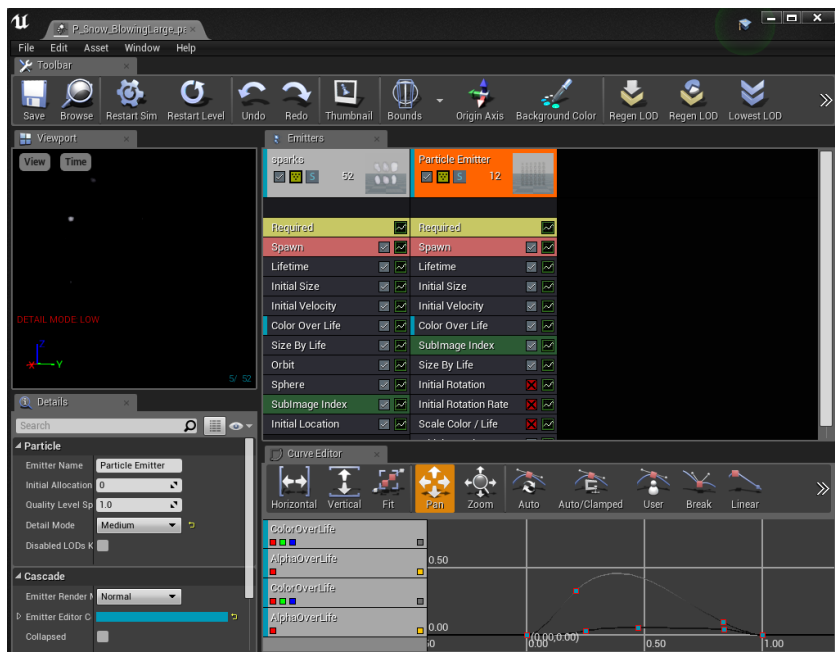 P_Snow_BlowingLarge_pa
File Edit Asset Window Help
Toolbar
Save Browse Restart Sim Restart Level Undo Redo Thumbnail Bounds Origin Axis Background Color Regen LOD Regen LOD Lowest LOD
Viewport
View Time
DETAIL MODE: LOW
Z
X Y
5/ 52
Emitters
sparks
S 52
Particle Emitter
S 12
Required Required
Spawn Spawn
Lifetime Lifetime
Initial Size Initial Size
Initial Velocity Initial Velocity
Color Over Life Color Over Life
Size By Life SubImage Index
Orbit Size By Life
Sphere Initial Rotation
SubImage Index Initial Rotation Rate
Initial Location Scale Color / Life
Details
Search
Particle
Emitter Name Particle Emitter
Initial Allocation 0
Quality Level Sp 1.0
Detail Mode Medium
Disabled LODs K
Cascade
Emitter Render M Normal
Emitter Editor C
Collapsed
Curve Editor
Horizontal Vertical Fit Pan Zoom Auto Auto/Clamped User Break Linear
ColorOverLife
AlphaOverLife
ColorOverLife
AlphaOverLife
0.50
0.00
(0.00,0.00)
0.00 0.50 1.00